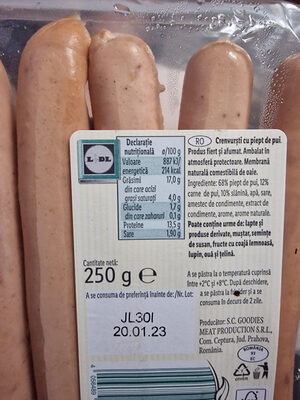 LIDL
Declarație
nutrițională ø/100 g
Valoare 887 kJ/
energetică 214 kcal
Grăsimi 17,0 g
din care acizi
grași saturați 4,0 g
Glucide 1,7 g
din care zaharuri 0,1 g
Proteine 13,5 g
Sare 1,90 g
Cantitate netă:
250 g e
A se consuma de preferință înainte de: /Nr. Lot:
JL30I
20.01.23
RO Crenvurști cu piept de pui.
Produs fiert și afumat. Ambalat în
atmosferă protectoare. Membrană
naturală comestibilă de oaie.
Ingrediente: 68% piept de pui, 12%
carne de pui, 10% slănină, apă, sare,
amestec de condimente, extract de
condimente, arome, arome naturale.
Poate conține urme de: lapte și
produse derivate, muștar, semințe
de susan, fructe cu coajă lemnoasă,
lupin, ouă și țelină.
A se păstra la o temperatură cuprinsă
între +2°C și +8°C. După deschidere,
a se păstra la frigider și a se
consuma în decurs de 2 zile.
Producător: S.C. GOODIES
MEAT PRODUCTION S.R.L.,
Com. Ceptura, Jud. Prahova,
România.
ROMÂNIA
EC